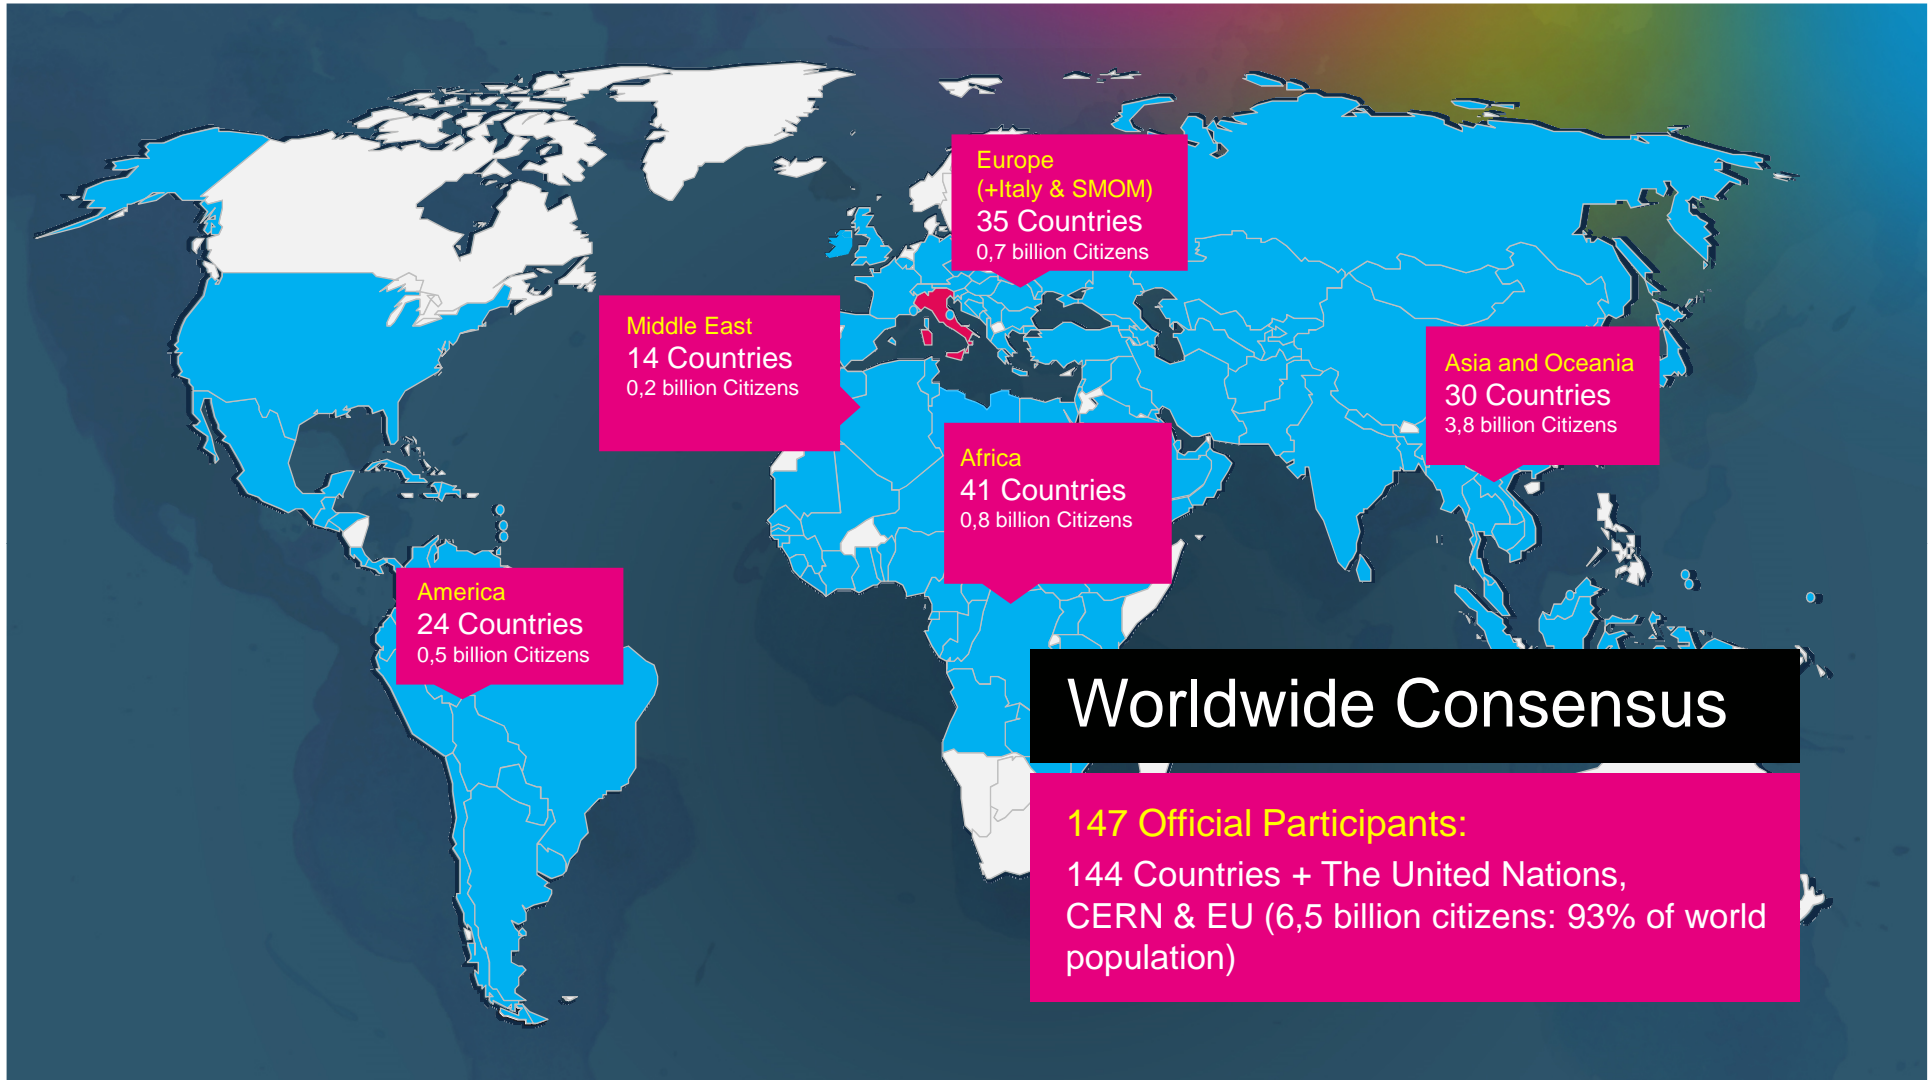 Europe
(+Italy & SMOM)
35 Countries
0,7 billion Citizens
Middle East
14 Countries
0,2 billion Citizens
Asia and Oceania
30 Countries
3,8 billion Citizens
Africa
41 Countries
0,8 billion Citizens
America
24 Countries
0,5 billion Citizens
Worldwide Consensus
147 Official Participants:
144 Countries + The United Nations,
CERN & EU (6,5 billion citizens: 93% of world
population)